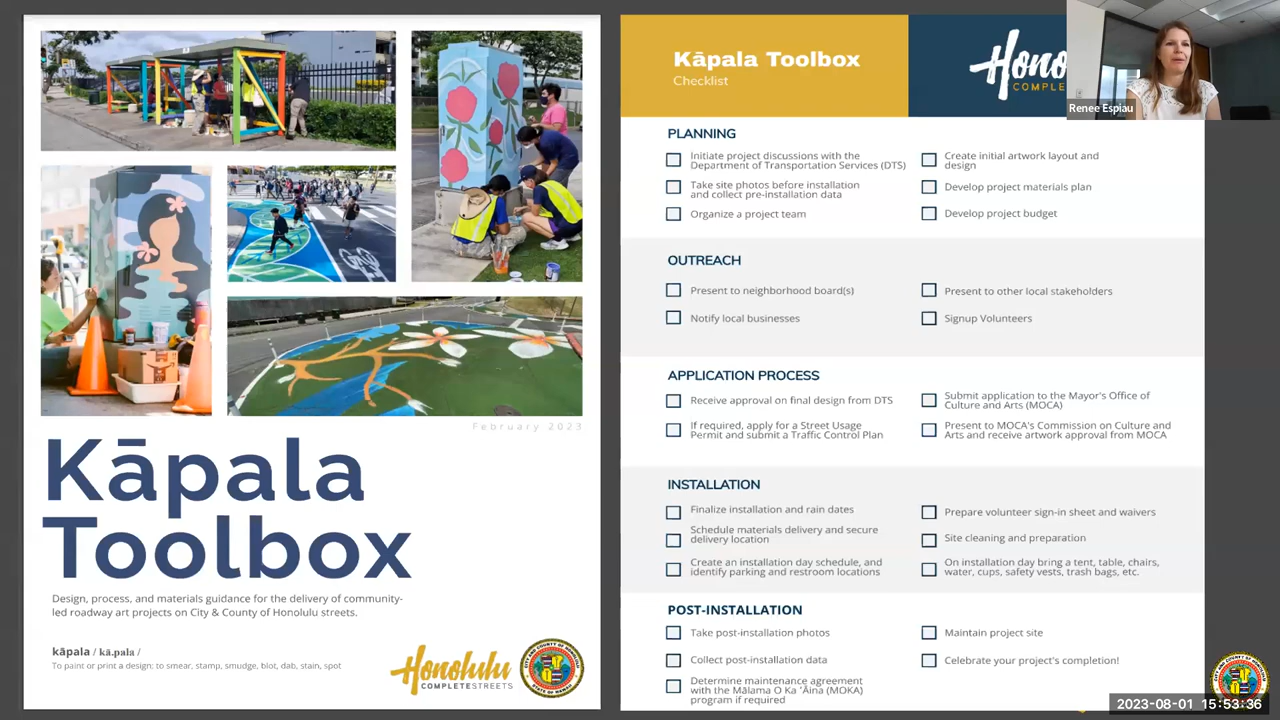 February 2023
Kāpala
Toolbox
Design, process, and materials guidance for the delivery of community-
led roadway art projects on City & County of Honolulu streets.
kāpala / kā.pala /
To paint or print a design; to smear, stamp, smudge, blot, dab, stain, spot
Honolulu
COMPLETE STREETS
CITY AND COUNTY OF HONOLULU
STATE OF HAWAII
Kāpala Toolbox
Checklist
Hono
COMPLE
Renee Espiau
PLANNING
Initiate project discussions with the
Department of Transportation Services (DTS)
Take site photos before installation
and collect pre-installation data
Organize a project team
Create initial artwork layout and
design
Develop project materials plan
Develop project budget
OUTREACH
Present to neighborhood board(s)
Notify local businesses
Present to other local stakeholders
Signup Volunteers
APPLICATION PROCESS
Receive approval on final design from DTS
If required, apply for a Street Usage
Permit and submit a Traffic Control Plan
Submit application to the Mayor's Office of
Culture and Arts (MOCA)
Present to MOCA's Commission on Culture and
Arts and receive artwork approval from MOCA
INSTALLATION
Finalize installation and rain dates
Schedule materials delivery and secure
delivery location
Create an installation day schedule, and
identify parking and restroom locations
Prepare volunteer sign-in sheet and waivers
Site cleaning and preparation
On installation day bring a tent, table, chairs,
water, cups, safety vests, trash bags, etc.
POST-INSTALLATION
Take post-installation photos
Collect post-installation data
Determine maintenance agreement
with the Mālama O Ka ʻĀina (MOKA)
program if required
Maintain project site
Celebrate your project's completion!
2023-08-01 15:53:36